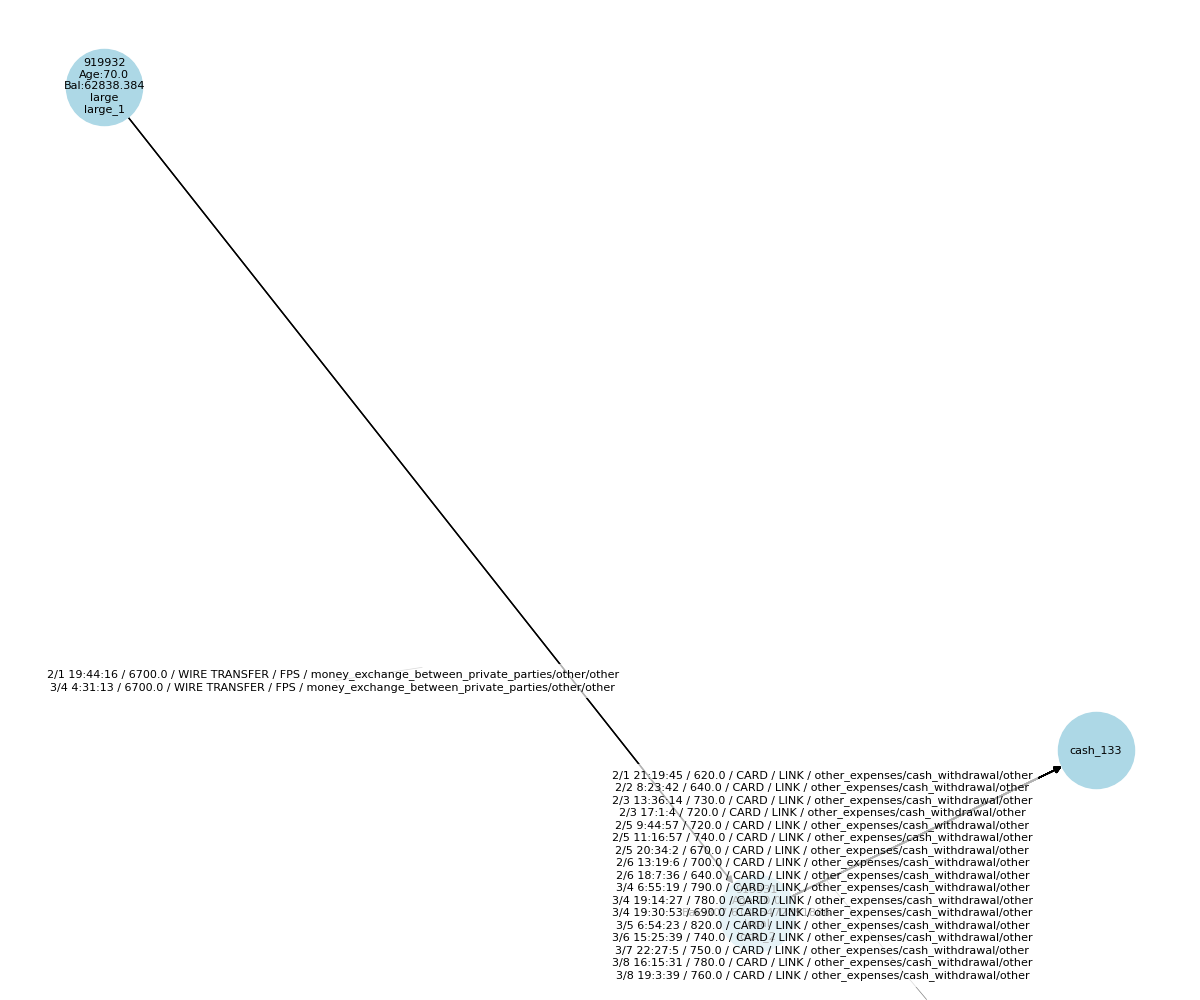 919932
Age:70.0
Bal:62838.384
large
large_1
2/1 19:44:16 / 6700.0 / WIRE TRANSFER / FPS / money_exchange_between_private_parties/other/other
3/4 4:31:13 / 6700.0 / WIRE TRANSFER / FPS / money_exchange_between_private_parties/other/other
cash_133
2/1 21:19:45 / 620.0 / CARD / LINK / other_expenses/cash_withdrawal/other
2/2 8:23:42 / 640.0 / CARD / LINK / other_expenses/cash_withdrawal/other
2/3 13:36:14 / 730.0 / CARD / LINK / other_expenses/cash_withdrawal/other
2/3 17:1:4 / 720.0 / CARD / LINK / other_expenses/cash_withdrawal/other
2/5 9:44:57 / 720.0 / CARD / LINK / other_expenses/cash_withdrawal/other
2/5 11:16:57 / 740.0 / CARD / LINK / other_expenses/cash_withdrawal/other
2/5 20:34:2 / 670.0 / CARD / LINK / other_expenses/cash_withdrawal/other
2/6 13:19:6 / 700.0 / CARD / LINK / other_expenses/cash_withdrawal/other
2/6 18:7:36 / 640.0 / CARD / LINK / other_expenses/cash_withdrawal/other
3/4 6:55:19 / 790.0 / CARD / LINK / other_expenses/cash_withdrawal/other
3/4 19:14:27 / 780.0 / CARD / LINK / other_expenses/cash_withdrawal/other
3/4 19:30:53 / 690.0 / CARD / LINK / other_expenses/cash_withdrawal/other
3/5 6:54:23 / 820.0 / CARD / LINK / other_expenses/cash_withdrawal/other
3/6 15:25:39 / 740.0 / CARD / LINK / other_expenses/cash_withdrawal/other
3/7 22:27:5 / 750.0 / CARD / LINK / other_expenses/cash_withdrawal/other
3/8 16:15:31 / 780.0 / CARD / LINK / other_expenses/cash_withdrawal/other
3/8 19:3:39 / 760.0 / CARD / LINK / other_expenses/cash_withdrawal/other